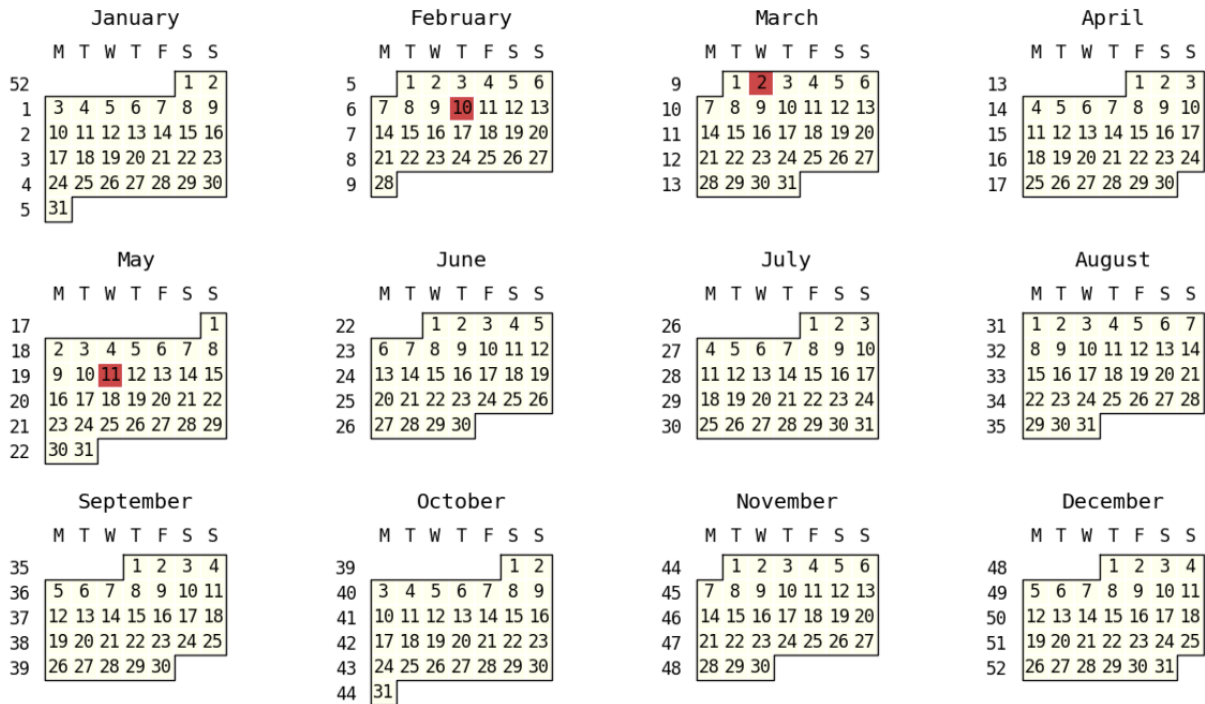 January
M T W T F S S
52 1 2
1 3 4 5 6 7 8 9
2 10 11 12 13 14 15 16
3 17 18 19 20 21 22 23
4 24 25 26 27 28 29 30
5 31
February
M T W T F S S
5 1 2 3 4 5 6
6 7 8 9 10 11 12 13
7 14 15 16 17 18 19 20
8 21 22 23 24 25 26 27
9 28
March
M T W T F S S
9 1 2 3 4 5 6
10 7 8 9 10 11 12 13
11 14 15 16 17 18 19 20
12 21 22 23 24 25 26 27
13 28 29 30 31
April
M T W T F S S
13 1 2 3
14 4 5 6 7 8 9 10
15 11 12 13 14 15 16 17
16 18 19 20 21 22 23 24
17 25 26 27 28 29 30
May
M T W T F S S
17 1
18 2 3 4 5 6 7 8
19 9 10 11 12 13 14 15
20 16 17 18 19 20 21 22
21 23 24 25 26 27 28 29
22 30 31
June
M T W T F S S
22 1 2 3 4 5
23 6 7 8 9 10 11 12
24 13 14 15 16 17 18 19
25 20 21 22 23 24 25 26
26 27 28 29 30
July
M T W T F S S
26 1 2 3
27 4 5 6 7 8 9 10
28 11 12 13 14 15 16 17
29 18 19 20 21 22 23 24
30 25 26 27 28 29 30 31
August
M T W T F S S
31 1 2 3 4 5 6 7
32 8 9 10 11 12 13 14
33 15 16 17 18 19 20 21
34 22 23 24 25 26 27 28
35 29 30 31
September
M T W T F S S
35 1 2 3 4
36 5 6 7 8 9 10 11
37 12 13 14 15 16 17 18
38 19 20 21 22 23 24 25
39 26 27 28 29 30
October
M T W T F S S
39 1 2
40 3 4 5 6 7 8 9
41 10 11 12 13 14 15 16
42 17 18 19 20 21 22 23
43 24 25 26 27 28 29 30
44 31
November
M T W T F S S
44 1 2 3 4 5 6
45 7 8 9 10 11 12 13
46 14 15 16 17 18 19 20
47 21 22 23 24 25 26 27
48 28 29 30
December
M T W T F S S
48 1 2 3 4
49 5 6 7 8 9 10 11
50 12 13 14 15 16 17 18
51 19 20 21 22 23 24 25
52 26 27 28 29 30 31